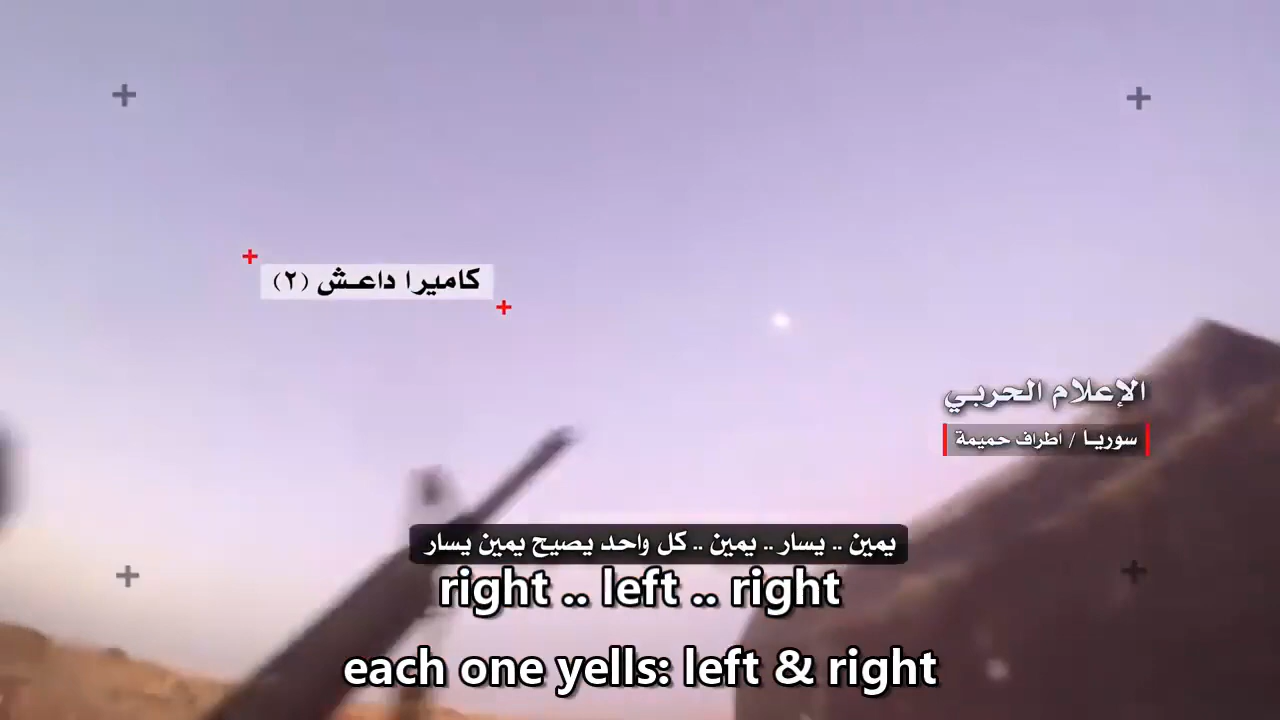 كاميرا داعش (٢)
الإعلام الحربي
سوريا / أطراف حميمة
يمين .. يسار .. يمين .. كل واحد يصيح يمين يسار
right .. left .. right
each one yells: left & right